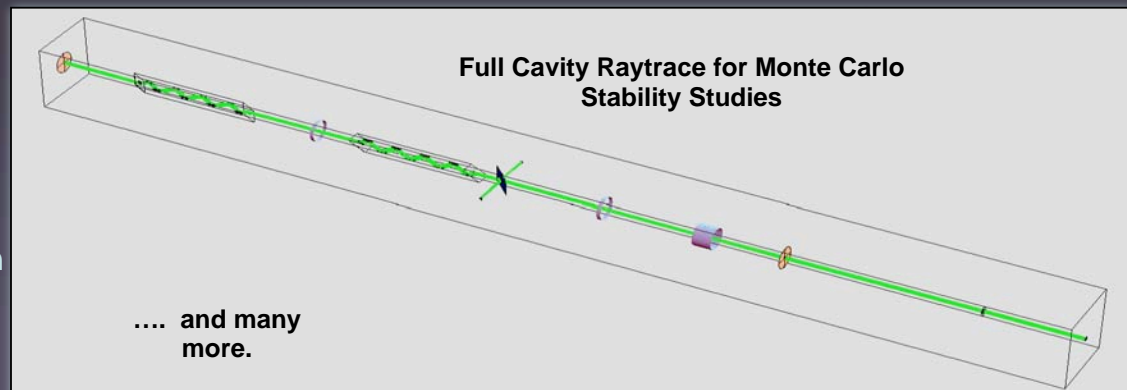 Full Cavity Raytrace for Monte Carlo
Stability Studies
.... and many
more.